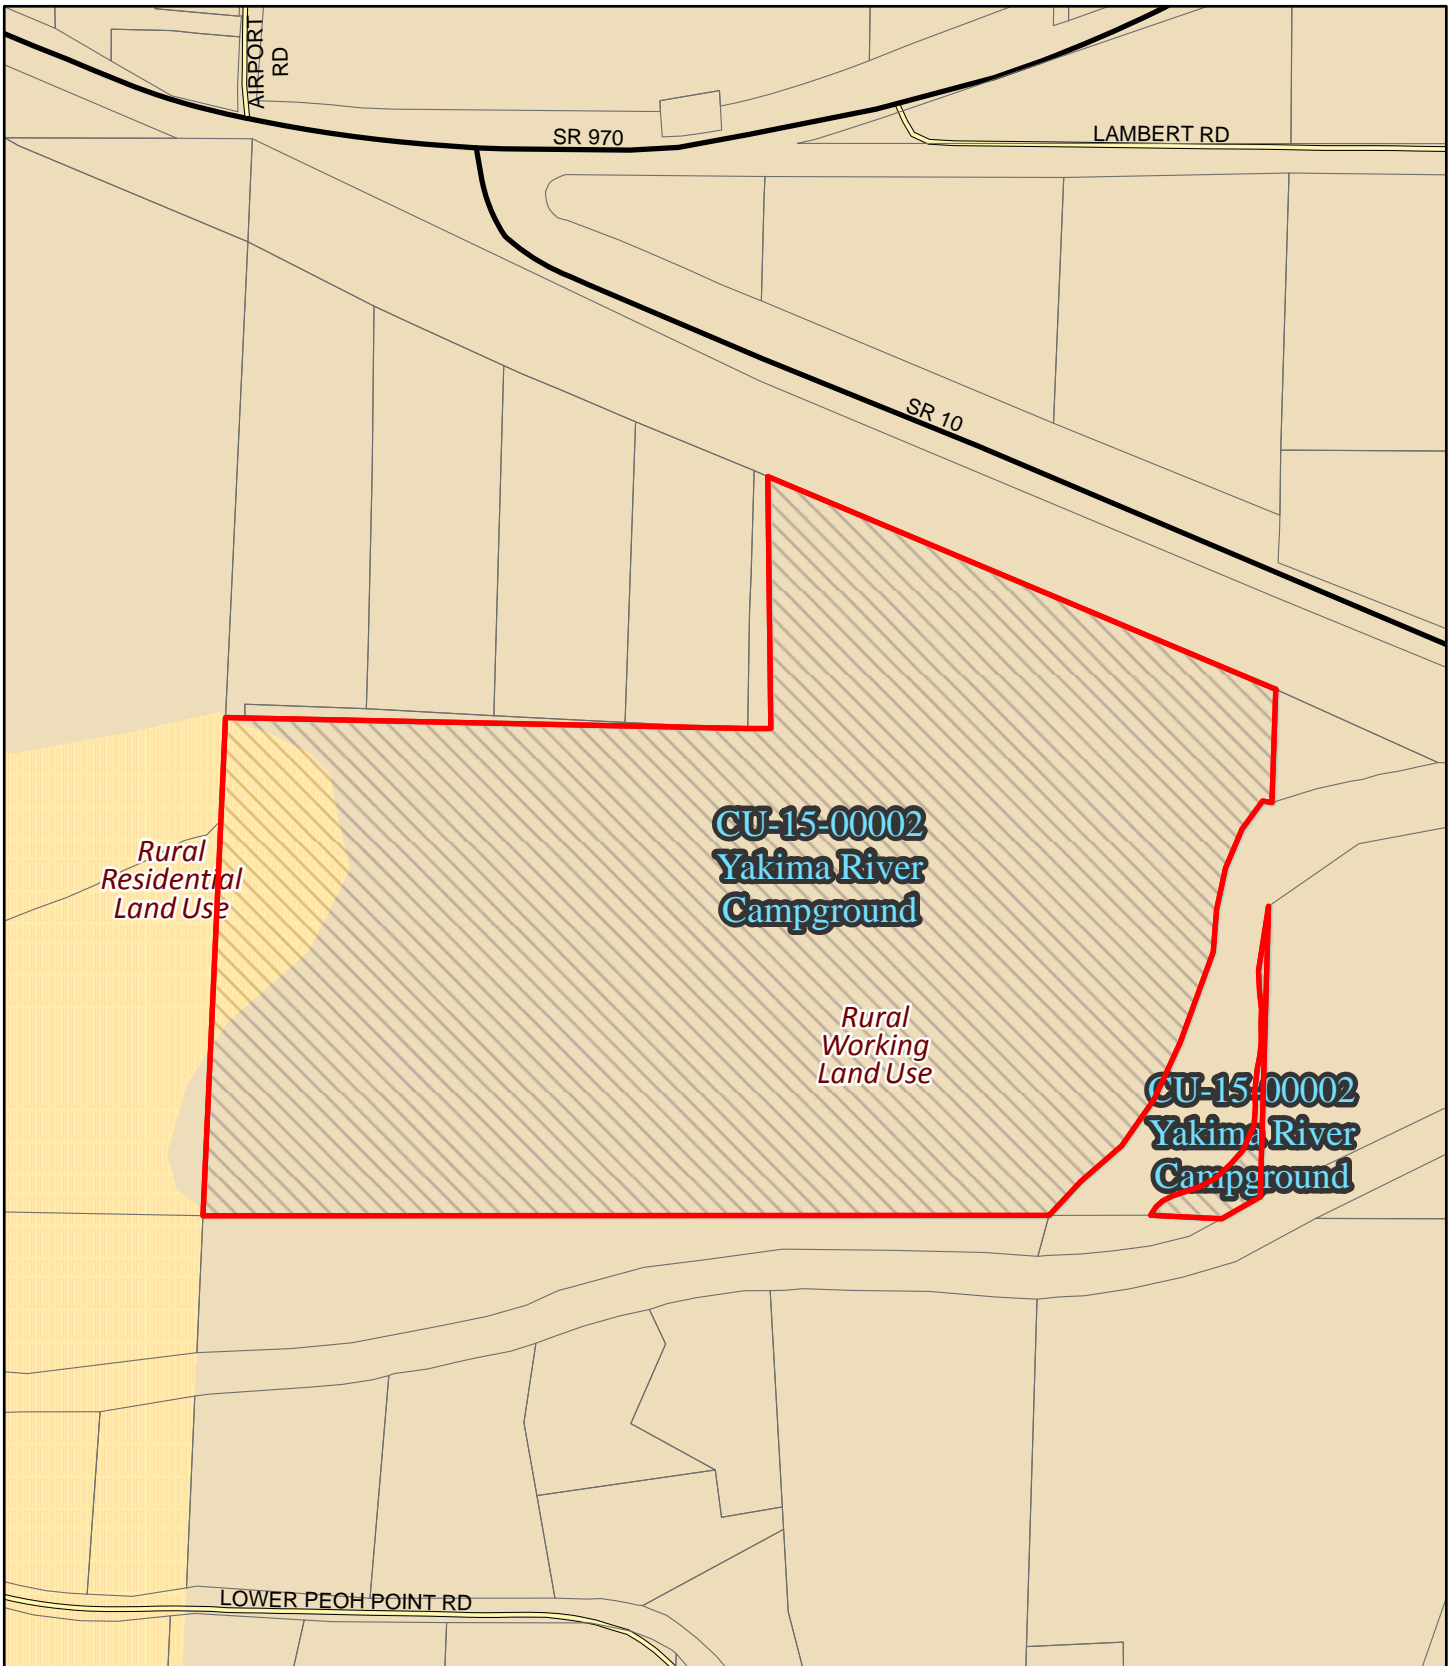 AIRPORT
RD
SR 970
LAMBERT RD
SR 10
CU-15-00002
Yakima River
Campground
Rural
Residential
Land Use
Rural
Working
Land Use
CU-15-00002
Yakima River
Campground
LOWER PEOH POINT RD